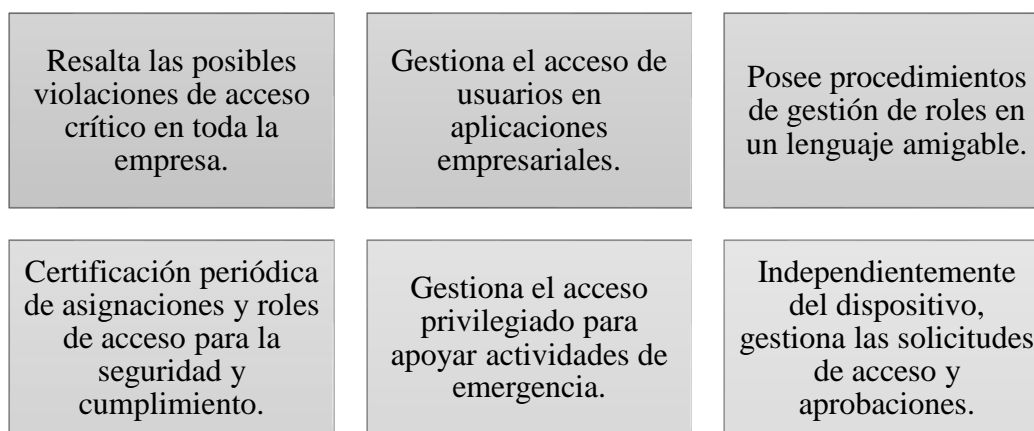 Resalta las posibles
violaciones de acceso
crítico en toda la
empresa.
Gestiona el acceso de
usuarios en
aplicaciones
empresariales.
Posee procedimientos
de gestión de roles en
un lenguaje amigable.
Certificación periódica
de asignaciones y roles
de acceso para la
seguridad y
cumplimiento.
Gestiona el acceso
privilegiado para
apoyar actividades de
emergencia.
Independientemente
del dispositivo,
gestiona las solicitudes
de acceso y
aprobaciones.